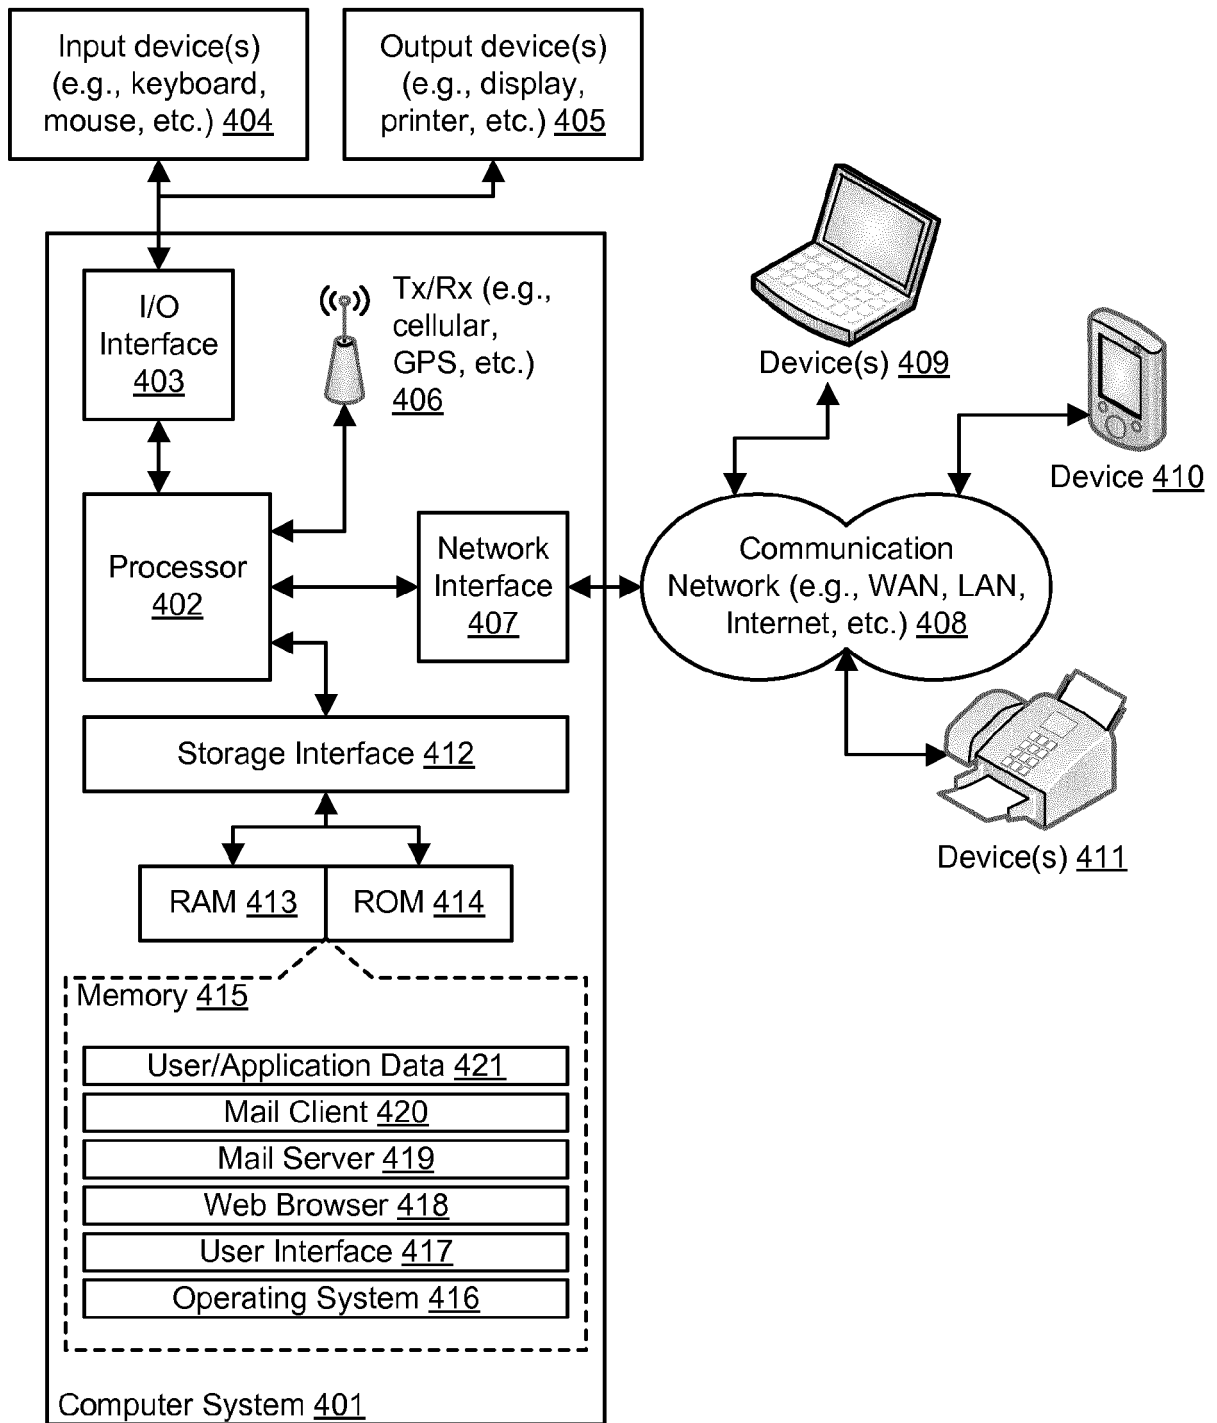 Input device(s)
(e.g., keyboard,
mouse, etc.) 404
Output device(s)
(e.g., display,
printer, etc.) 405
I/O
Interface
403
Tx/Rx (e.g.,
cellular,
GPS, etc.)
406
Device(s) 409
Device 410
Processor
402
Network
Interface
407
Communication
Network (e.g., WAN, LAN,
Internet, etc.) 408
Storage Interface 412
Device(s) 411
RAM 413
ROM 414
Memory 415
User/Application Data 421
Mail Client 420
Mail Server 419
Web Browser 418
User Interface 417
Operating System 416
Computer System 401